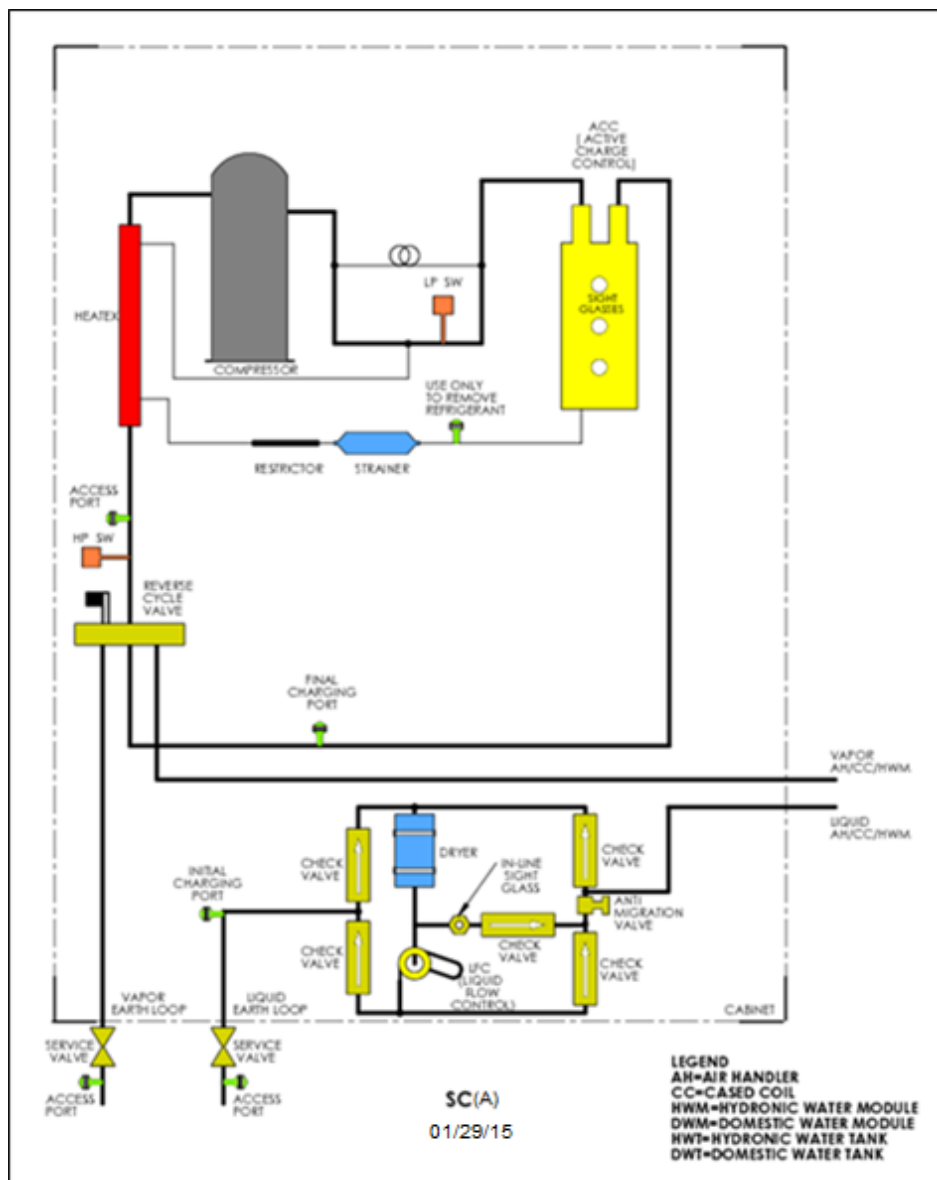 ACC
( ACTIVE
CHARGE
CONTROL)
LP SW
SIGHT
GLASSES
HEATEX
COMPRESSOR
USE ONLY
TO REMOVE
REFRIGERANT
RESTRICTOR
STRAINER
ACCESS
PORT
HP SW
REVERSE
CYCLE
VALVE
FINAL
CHARGING
PORT
VAPOR
AH/CC/HWM
LIQUID
AH/CC/HWM
CHECK
VALVE
DRYER
IN-LINE
SIGHT
GLASS
CHECK
VALVE
INITIAL
CHARGING
PORT
ANTI
MIGRATION
VALVE
CHECK
VALVE
CHECK
VALVE
CHECK
VALVE
LFC
(LIQUID
FLOW
CONTROL)
VAPOR
EARTH LOOP
LIQUID
EARTH LOOP
CABINET
SERVICE
VALVE
SERVICE
VALVE
ACCESS
PORT
ACCESS
PORT
SC(A)
01/29/15
LEGEND
AH=AIR HANDLER
CC=CASED COIL
HWM=HYDRONIC WATER MODULE
DWM=DOMESTIC WATER MODULE
HWT=HYDRONIC WATER TANK
DWT=DOMESTIC WATER TANK